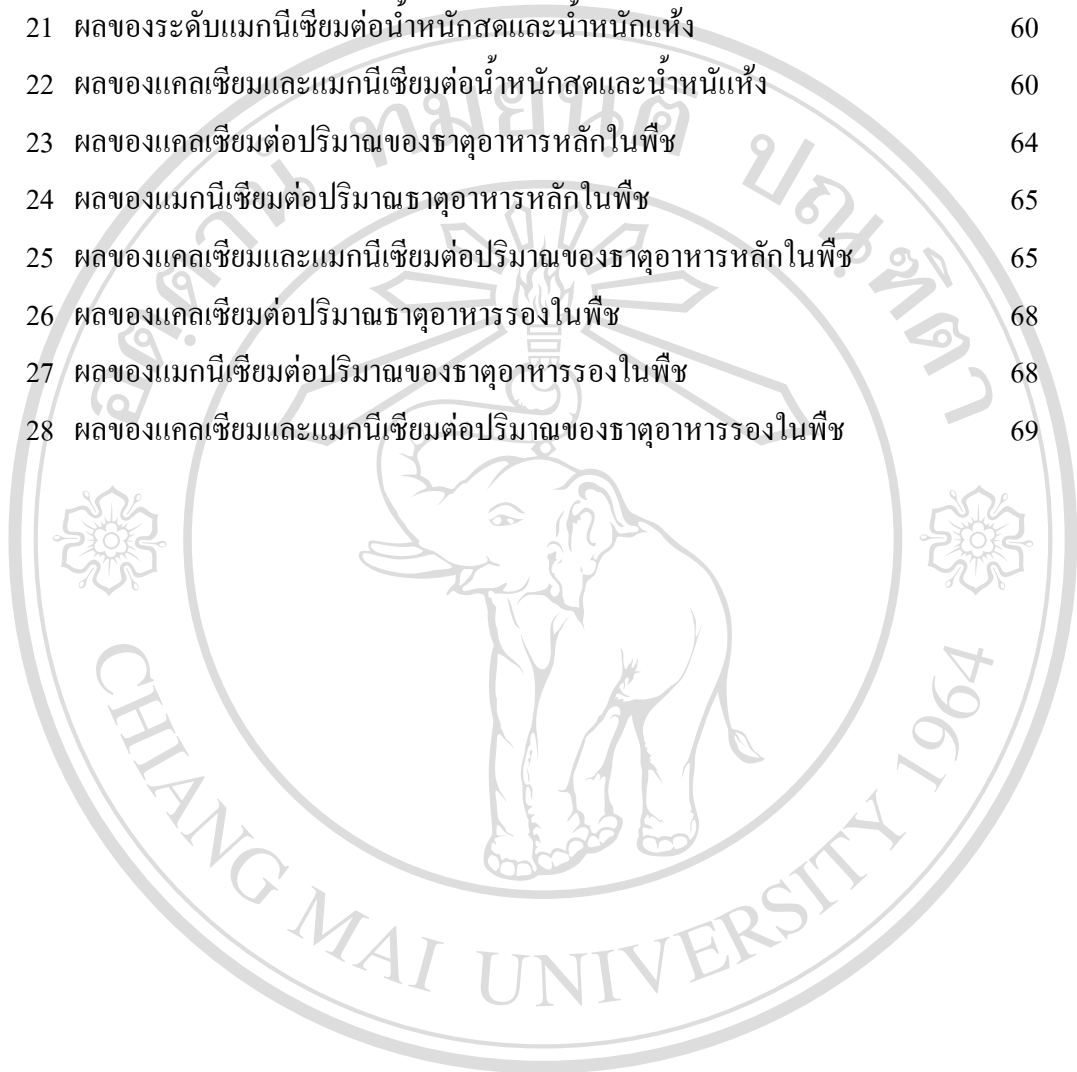 21 ผลของระดับแมกนีเซียมต่อน้ำหนักสดและน้ำหนักแห้ง 60
22 ผลของแคลเซียมและแมกนีเซียมต่อน้ำหนักสดและน้ำหนัแห้ง 60
23 ผลของแคลเซียมต่อปริมาณของธาตุอาหารหลักในพืช 64
24 ผลของแมกนีเซียมต่อปริมาณธาตุอาหารหลักในพืช 65
25 ผลของแคลเซียมและแมกนีเซียมต่อปริมาณของธาตุอาหารหลักในพืช 65
26 ผลของแคลเซียมต่อปริมาณธาตุอาหารรองในพืช 68
27 ผลของแมกนีเซียมต่อปริมาณของธาตุอาหารรองในพืช 68
28 ผลของแคลเซียมและแมกนีเซียมต่อปริมาณของธาตุอาหารรองในพืช 69
อตฺตานํ ทมยนฺติ ปณฺฑิตา
CHIANG MAI UNIVERSITY 1964